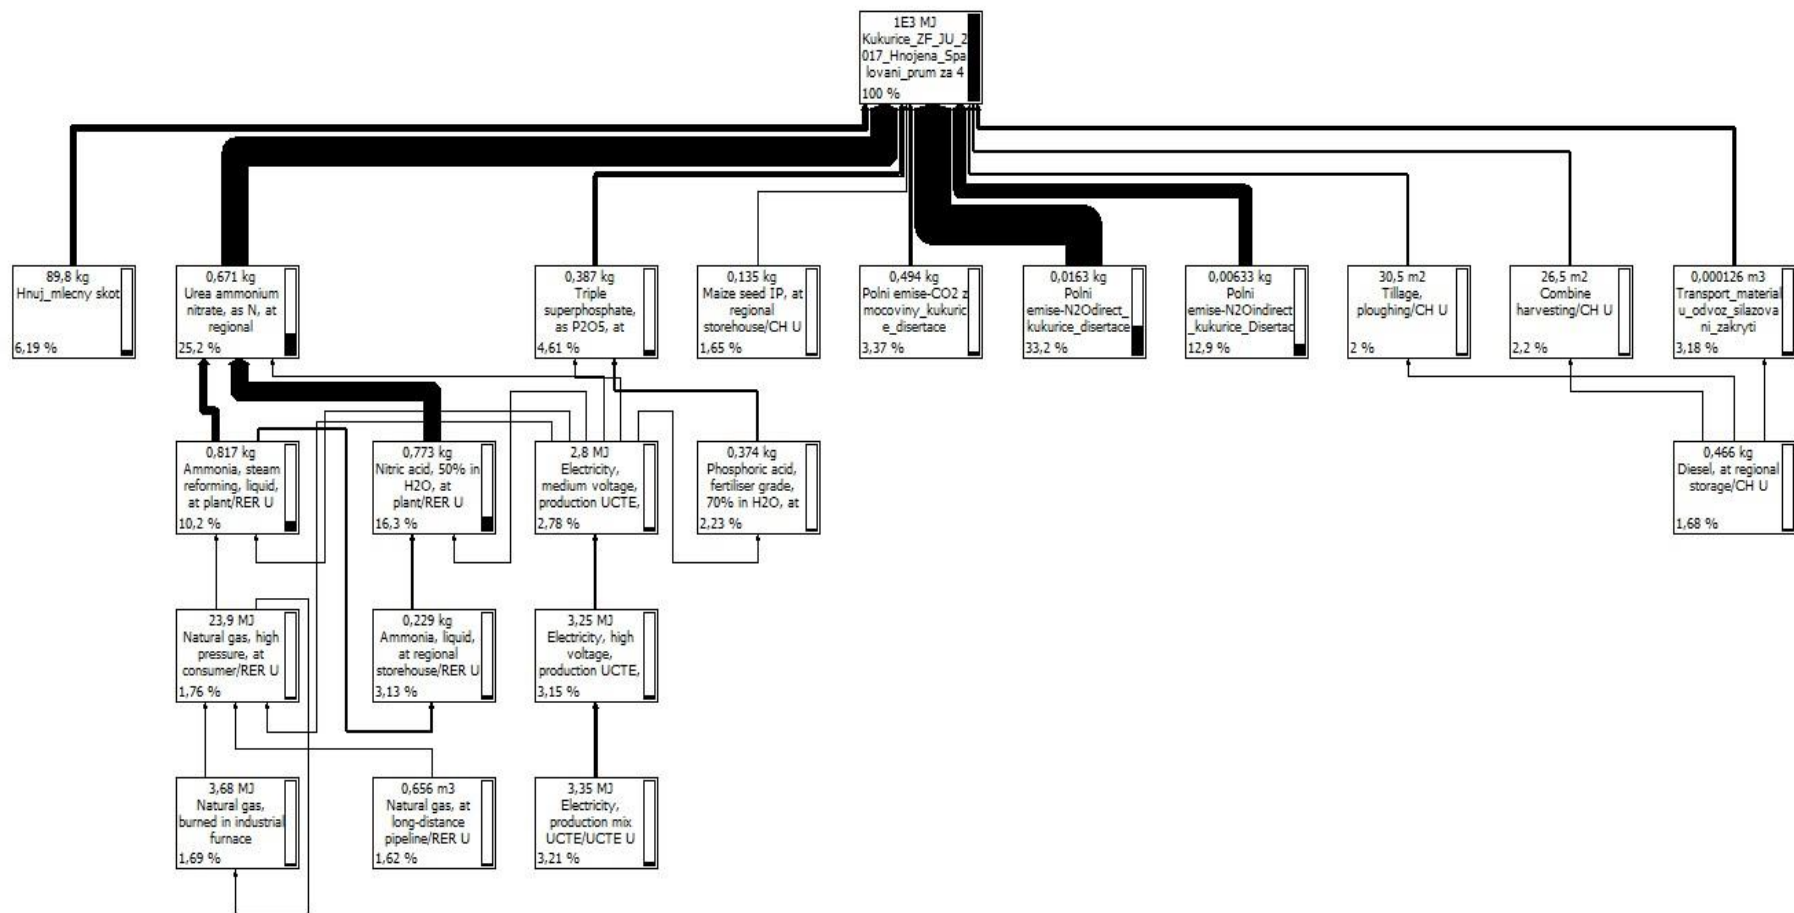 1E3 MJ
Kukurice_ZF_JU_2
017_Hnojena_Spa
lovani_prum za 4
100 %
89,8 kg
Hnuj_mlecny skot
6,19 %
0,671 kg
Urea ammonium
nitrate, as N, at
regional
25,2 %
0,387 kg
Triple
superphosphate,
as P2O5, at
4,61 %
0,135 kg
Maize seed IP, at
regional
storehouse/CH U
1,65 %
0,494 kg
Polni emise-CO2 z
mocoviny_kukuric
e_disertace
3,37 %
0,0163 kg
Polni
emise-N2Odirect_
kukurice_disertace
33,2 %
0,00633 kg
Polni
emise-N2Oindirect
_kukurice_Disertac
12,9 %
30,5 m2
Tillage,
ploughing/CH U
2 %
26,5 m2
Combine
harvesting/CH U
2,2 %
0,000126 m3
Transport_material
u_odvoz_silazova
ni_zakryti
3,18 %
0,817 kg
Ammonia, steam
reforming, liquid,
at plant/RER U
10,2 %
0,773 kg
Nitric acid, 50% in
H2O, at
plant/RER U
16,3 %
2,8 MJ
Electricity,
medium voltage,
production UCTE,
2,78 %
0,374 kg
Phosphoric acid,
fertiliser grade,
70% in H2O, at
2,23 %
0,466 kg
Diesel, at regional
storage/CH U
1,68 %
23,9 MJ
Natural gas, high
pressure, at
consumer/RER U
1,76 %
0,229 kg
Ammonia, liquid,
at regional
storehouse/RER U
3,13 %
3,25 MJ
Electricity, high
voltage,
production UCTE,
3,15 %
3,68 MJ
Natural gas,
burned in industrial
furnace
1,69 %
0,656 m3
Natural gas, at
long-distance
pipeline/RER U
1,62 %
3,35 MJ
Electricity,
production mix
UCTE/UCTE U
3,21 %